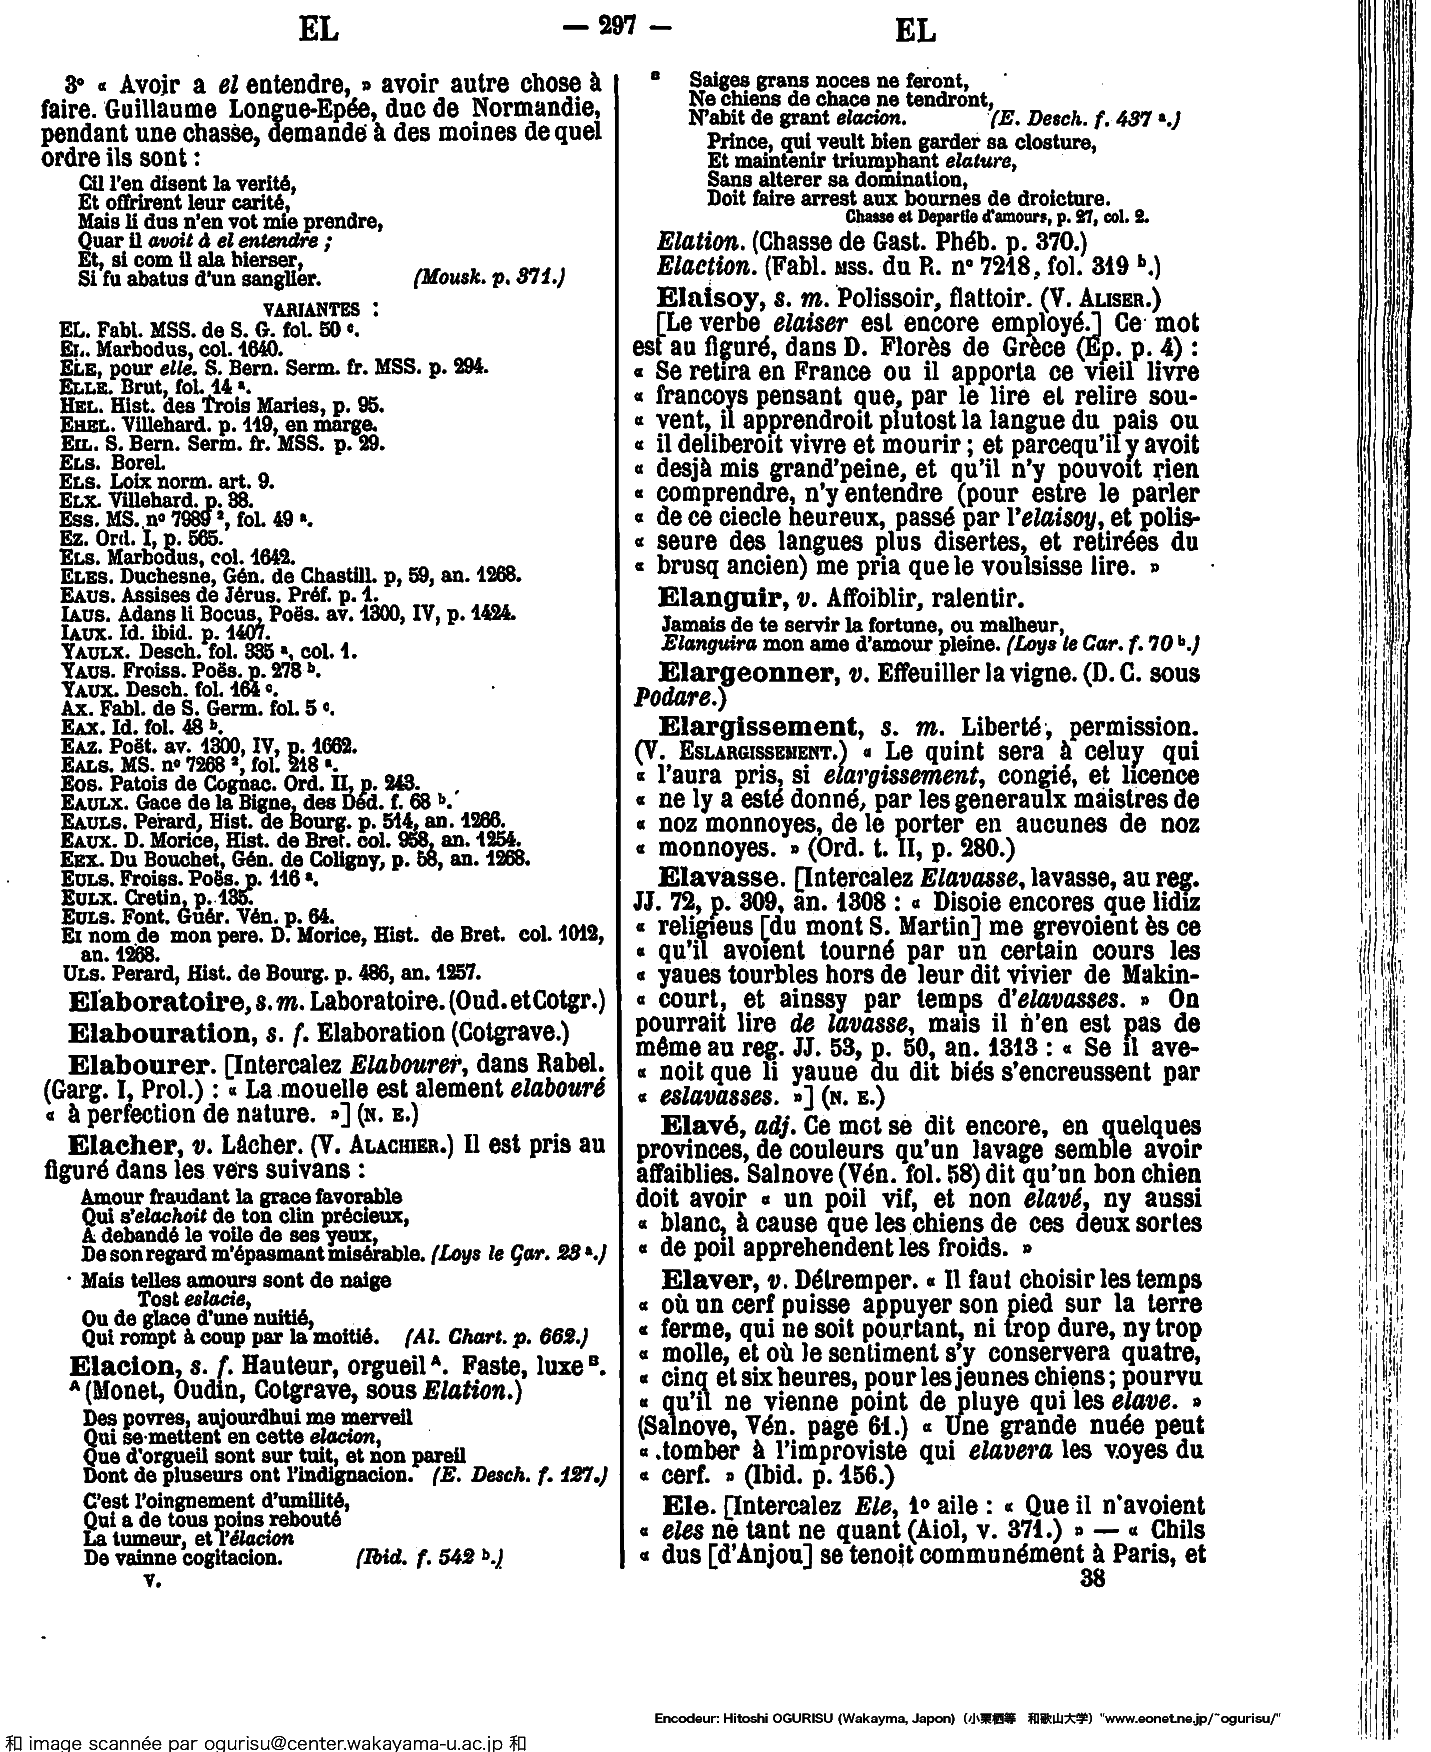 EL
— 297 —
EL
3º « Avoir a el entendre, » avoir autre chose à
faire. Guillaume Longue-Epée, duc de Normandie,
pendant une chasse, demande à des moines de quel
ordre ils sont :
Cil l'en disent la verité,
Et offrirent leur carité,
Mais li dus n'en vot mie prendre,
Quar il avoit à el entendre ;
Et, si com il ala bierser,
Si fu abatus d'un sanglier. (Mousk. p. 371.)
VARIANTES :
EL. Fabl. MSS. de S. G. fol. 50 c.
EL. Marbodus, col. 1640.
ELE, pour elle. S. Bern. Serm. fr. MSS. p. 294.
ELLE. Brut, fol. 14 a.
HEL. Hist. des Trois Maries, p. 95.
EHEL. Villehard. p. 119, en marge.
EIL. S. Bern. Serm. fr. MSS. p. 29.
ELS. Borel.
ELS. Loix norm. art. 9.
ELX. Villehard. p. 38.
ESS. MS. nº 7989 2, fol. 49 a.
EZ. Ord. I, p. 565.
ELS. Marbodus, col. 1642.
ELES. Duchesne, Gén. de Chastill. p, 59, an. 1268.
EAUS. Assises de Jérus. Préf. p. 1.
IAUS. Adans li Bocus, Poës. av. 1300, IV, p. 1424.
IAUX. Id. ibid. p. 1407.
YAULX. Desch. fol. 335 a, col. 1.
YAUS. Froiss. Poës. p. 278 b.
YAUX. Desch. fol. 164 c.
AX. Fabl. de S. Germ. fol. 5 c.
EAX. Id. fol. 48 b.
EAZ. Poët. av. 1300, IV, p. 1662.
EALS. MS. nº 7268 2, fol. 218 a.
EOS. Patois de Cognac. Ord. II, p. 243.
EAULX. Gace de la Bigne, des Déd. f. 68 b.
EAULS. Perard, Hist. de Bourg. p. 514, an. 1266.
EAUX. D. Morice, Hist. de Bret. col. 958, an. 1254.
EEX. Du Bouchet, Gén. de Coligny, p. 58, an. 1268.
EULS. Froiss. Poës. p. 116 a.
EULX. Cretin, p. 135.
EULS. Font. Guér. Vén. p. 64.
EI nom de mon pere. D. Morice, Hist. de Bret. col. 1012,
an. 1268.
ULS. Perard, Hist. de Bourg. p. 486, an. 1257.
Elaboratoire, s. m. Laboratoire. (Oud. et Cotgr.)
Elabouration, s. f. Elaboration (Cotgrave.)
Elabourer. [Intercalez Elabourer, dans Rabel.
(Garg. I, Prol.) : « La mouelle est alement elabouré
« à perfection de nature. »] (N. E.)
Elacher, v. Lâcher. (V. ALACHIER.) Il est pris au
figuré dans les vers suivans :
Amour fraudant la grace favorable
Qui s'elachoit de ton clin précieux,
A debandé le voile de ses yeux,
De son regard m'épasmant misérable. (Loys le Çar. 23 a.)
Mais telles amours sont de naige
Tost eslacie,
Ou de glace d'une nuitié,
Qui rompt à coup par la moitié. (Al. Chart. p. 662.)
Elacion, s. f. Hauteur, orgueil A. Faste, luxe B.
A (Monet, Oudin, Cotgrave, sous Elation.)
Des povres, aujourdhui me merveil
Qui se mettent en cette elacion,
Que d'orgueil sont sur tuit, et non pareil
Dont de pluseurs ont l'indignacion. (E. Desch. f. 127.)
C'est l'oingnement d'umilité,
Qui a de tous poins rebouté
La tumeur, et l'élacion
De vainne cogitacion. (Ibid. f. 542 b.)
V.
B Saiges grans noces ne feront,
Ne chiens de chace ne tendront,
N'abit de grant elacion. (E. Desch. f. 437 a.)
Prince, qui veult bien garder sa closture,
Et maintenir triumphant elature,
Sans alterer sa domination,
Doit faire arrest aux bournes de droicture.
Chasse et Departie d'amours, p. 27, col. 2.
Elation. (Chasse de Gast. Phéb. p. 370.)
Elaction. (Fabl. MSS. du R. nº 7218, fol. 319 b.)
Elaisoy, s. m. Polissoir, flattoir. (V. ALISER.)
[Le verbe elaiser est encore employé.] Ce mot
est au figuré, dans D. Florès de Grèce (Ep. p. 4) :
« Se retira en France ou il apporta ce vieil livre
« francoys pensant que, par le lire et relire sou-
« vent, il apprendroit plutost la langue du pais ou
« il deliberoit vivre et mourir ; et parcequ'il y avoit
« desjà mis grand'peine, et qu'il n'y pouvoit rien
« comprendre, n'y entendre (pour estre le parler
« de ce ciecle heureux, passé par l'elaisoy, et polis-
« seure des langues plus disertes, et retirées du
« brusq ancien) me pria que le voulsisse lire. »
Elanguir, v. Affoiblir, ralentir.
Jamais de te servir la fortune, ou malheur,
Elanguira mon ame d'amour pleine. (Loys le Car. f. 70 b.)
Elargeonner, v. Effeuiller la vigne. (D. C. sous
Podare.)
Elargissement, s. m. Liberté, permission.
(V. ESLARGISSEMENT.) « Le quint sera à celuy qui
« l'aura pris, si elargissement, congié, et licence
« ne ly a esté donné, par les generaulx maistres de
« noz monnoyes, de le porter en aucunes de noz
« monnoyes. » (Ord. t. II, p. 280.)
Elavasse. [Intercalez Elavasse, lavasse, au reg.
JJ. 72, p. 309, an. 1308 : « Disoie encores que lidiz
« religieus [du mont S. Martin] me grevoient ès ce
« qu'il avoient tourné par un certain cours les
« yaues tourbles hors de leur dit vivier de Makin-
« court, et ainssy par temps d'elavasses. » On
pourrait lire de lavasse, mais il n'en est pas de
même au reg. JJ. 53, p. 50, an. 1313 : « Se il ave-
« noit que li yauue du dit biés s'encreussent par
« eslavasses. »] (N. E.)
Elavé, adj. Ce mot se dit encore, en quelques
provinces, de couleurs qu'un lavage semble avoir
affaiblies. Salnove (Vén. fol. 58) dit qu'un bon chien
doit avoir « un poil vif, et non elavé, ny aussi
« blanc, à cause que les chiens de ces deux sortes
« de poil apprehendent les froids. »
Elaver, v. Détremper. « Il faut choisir les temps
« où un cerf puisse appuyer son pied sur la terre
« ferme, qui ne soit pourtant, ni trop dure, ny trop
« molle, et où le sentiment s'y conservera quatre,
« cinq et six heures, pour les jeunes chiens ; pourvu
« qu'il ne vienne point de pluye qui les elave. »
(Salnove, Vén. page 61.) « Une grande nuée peut
« tomber à l'improviste qui elavera les voyes du
« cerf. » (Ibid. p. 156.)
Ele. [Intercalez Ele, 1º aile : « Que il n'avoient
« eles ne tant ne quant (Aiol, v. 371.) » — « Chils
« dus [d'Anjou] se tenoit communément à Paris, et
38
Encodeur: Hitoshi OGURISU (Wakayma, Japon) (小栗栖等 和歌山大学) "www.eonet.ne.jp/~ogurisu/"
和 image scannée par ogurisu@center.wakayama-u.ac.jp 和